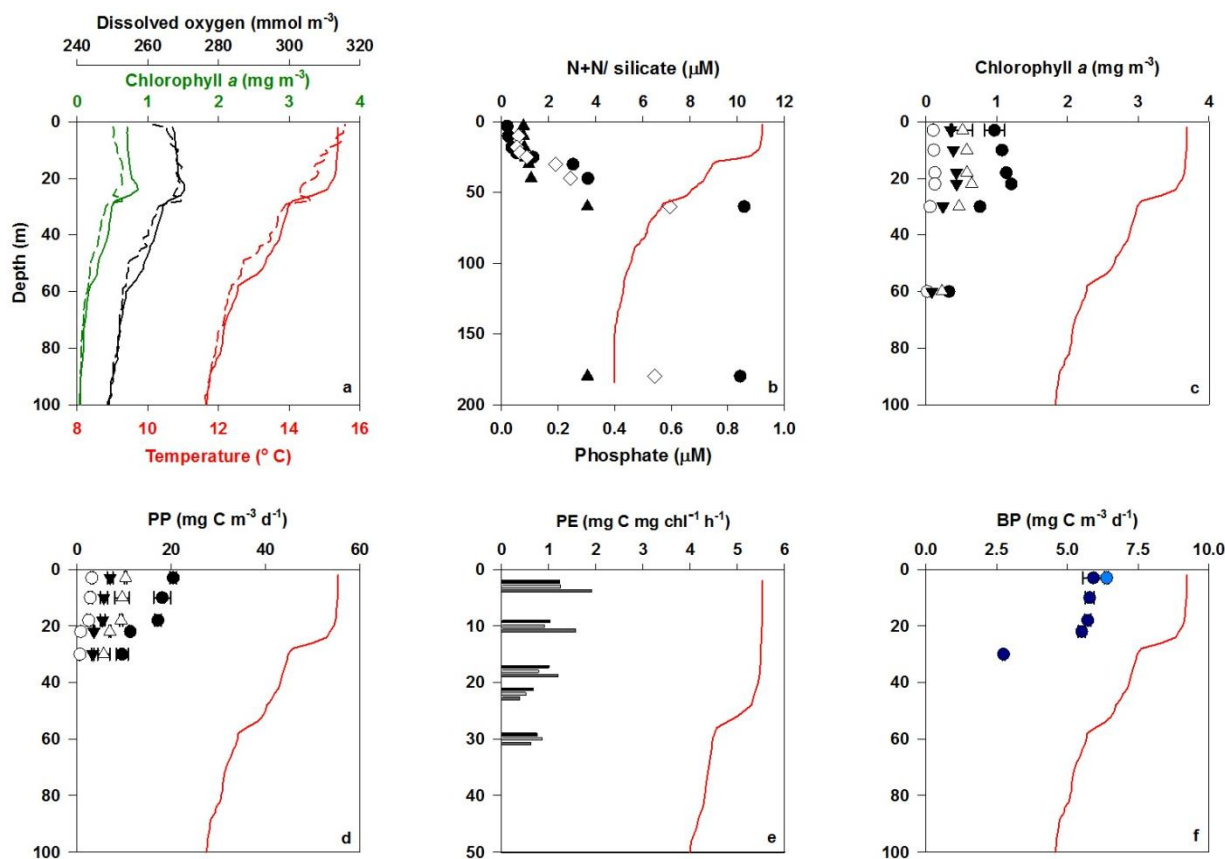 Dissolved oxygen (mmol m⁻³)
240 260 280 300 320
Chlorophyll a (mg m⁻³)
0 1 2 3 4
Depth (m)
0
20
40
60
80
100
a
8 10 12 14 16
Temperature (° C)
N+N/ silicate (µM)
0 2 4 6 8 10 12
0
50
100
150
200
b
0.0 0.2 0.4 0.6 0.8 1.0
Phosphate (µM)
Chlorophyll a (mg m⁻³)
0 1 2 3 4
0
20
40
60
80
100
c
PP (mg C m⁻³ d⁻¹)
0 20 40 60
0
20
40
60
80
100
d
PE (mg C mg chl⁻¹ h⁻¹)
0 1 2 3 4 5 6
0
10
20
30
40
50
e
BP (mg C m⁻³ d⁻¹)
0.0 2.5 5.0 7.5 10.0
0
20
40
60
80
100
f